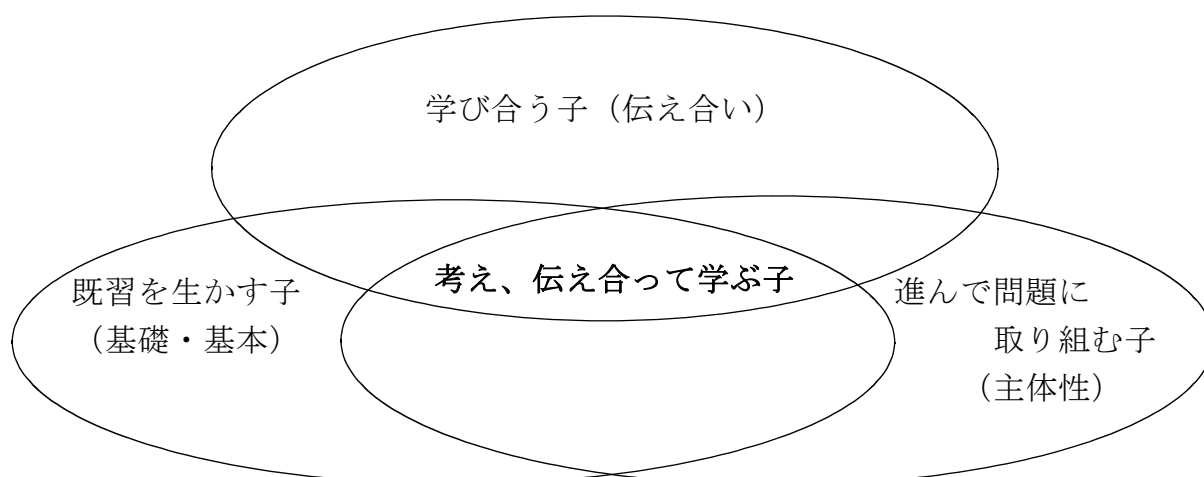 学び合う子（伝え合い）
考え、伝え合って学ぶ子
既習を生かす子
（基礎・基本）
進んで問題に
取り組む子
（主体性）